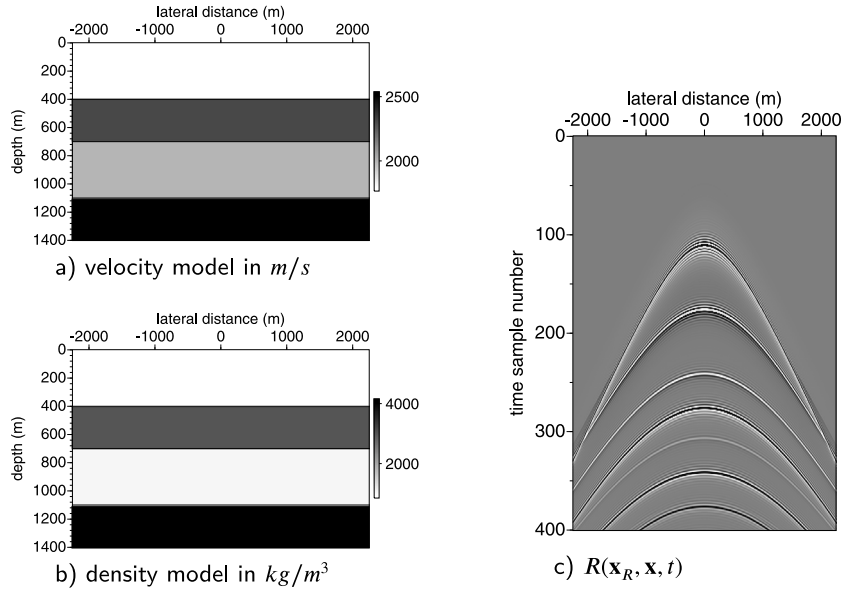 lateral distance (m)
-2000 -1000 0 1000 2000
0
200
400
600
800
1000
1200
1400
depth (m)
2500
2000
a) velocity model in m/s
lateral distance (m)
-2000 -1000 0 1000 2000
0
200
400
600
800
1000
1200
1400
depth (m)
4000
2000
b) density model in kg/m³
lateral distance (m)
-2000 -1000 0 1000 2000
0
100
200
300
400
time sample number
c) R(𝐱_R, 𝐱, t)